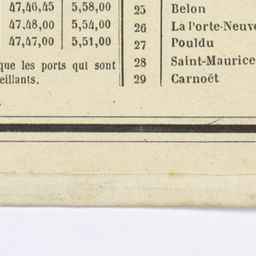 47,46,45 5,58,00
47,48,00 5,54,00
47,47,00 5,51,00
que les ports qui sont
eillants.
25 Belon
26 La Porte-Neuve
27 Pouldu
28 Saint-Maurice
29 Carnoët